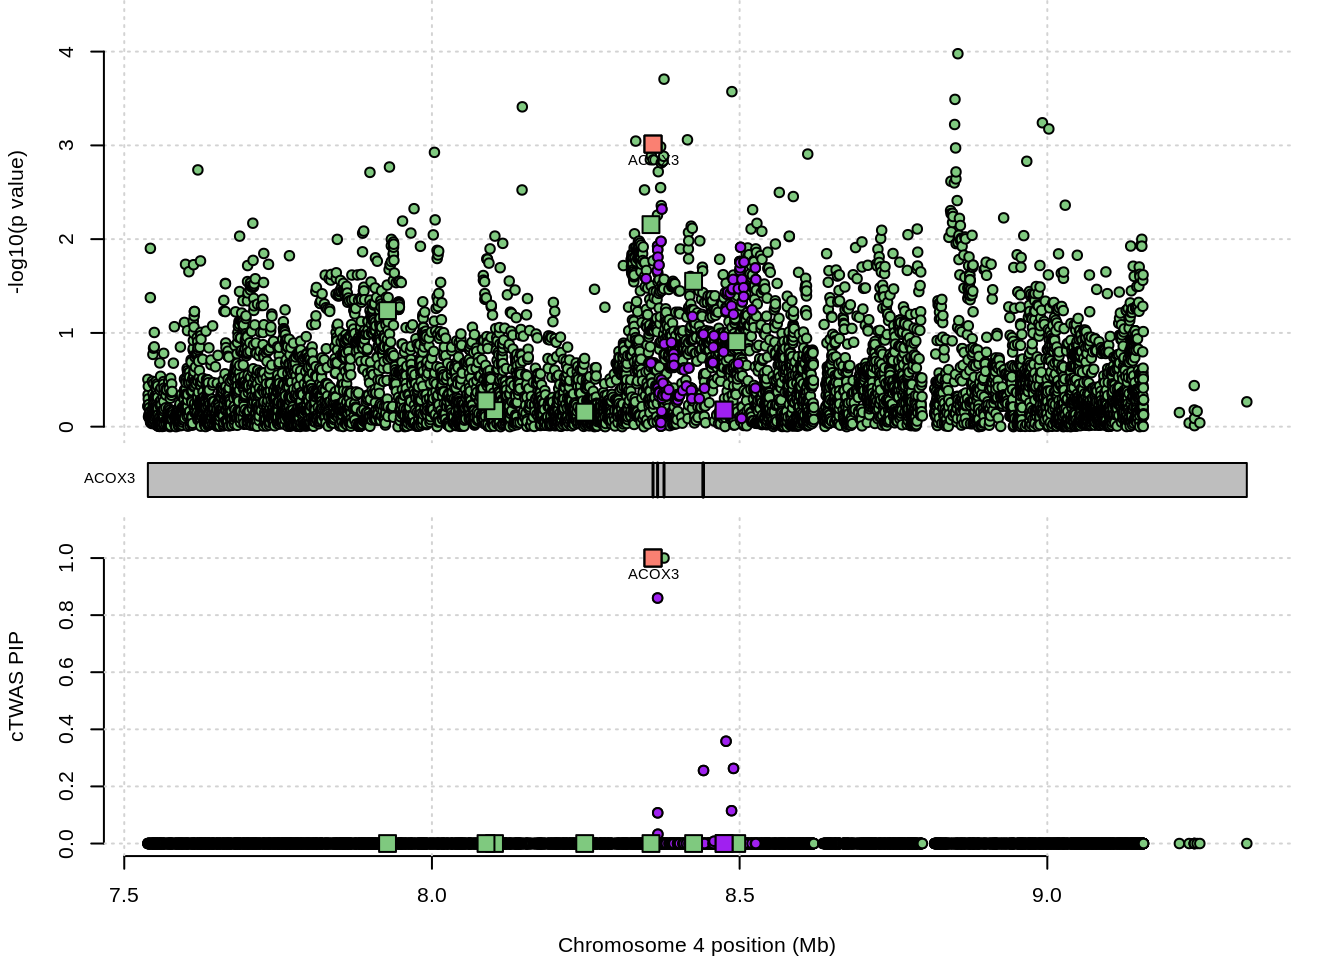 4
3
2
1
0
-log10(p value)
ACOX3
ACOX3
1.0
0.8
0.6
0.4
0.2
0.0
cTWAS PIP
ACOX3
7.5
8.0
8.5
9.0
Chromosome 4 position (Mb)